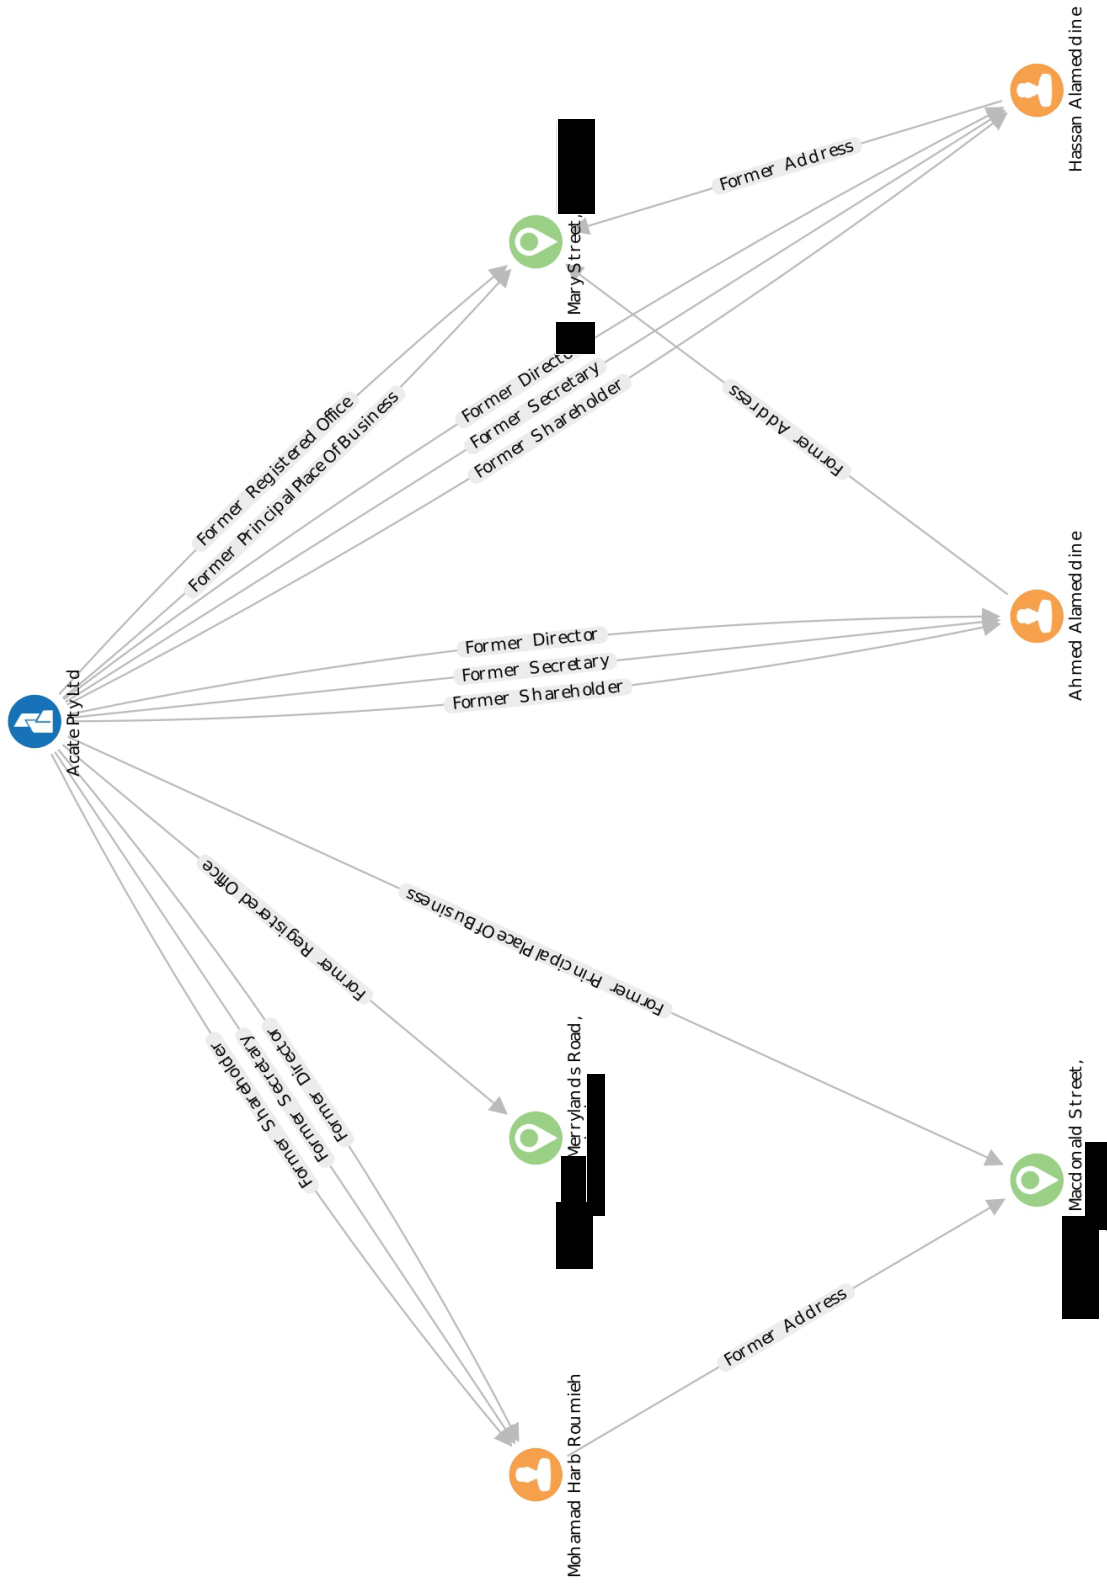 Acate Pty Ltd
Former Shareholder
Former Secretary
Former Director
Former Registered Office
Former Principal Place Of Business
Former Shareholder
Former Secretary
Former Director
Former Director
Former Secretary
Former Shareholder
Former Registered Office
Former Principal Place Of Business
Mohamad Harb Roumieh
Merrylands Road,
Mary Street,
Former Address
Former Address
Former Address
Macdonald Street,
Ahmed Alameddine
Hassan Alameddine